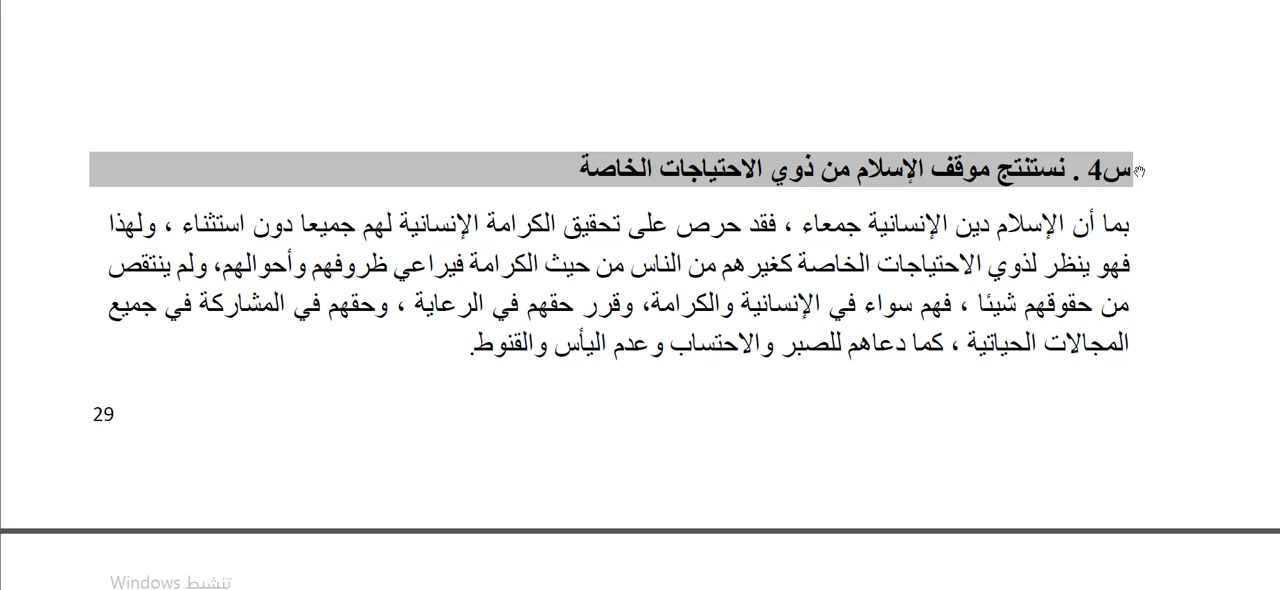 س4 . نستنتج موقف الإسلام من ذوي الاحتياجات الخاصة
بما أن الإسلام دين الإنسانية جمعاء ، فقد حرص على تحقيق الكرامة الإنسانية لهم جميعا دون استثناء ، ولهذا
فهو ينظر لذوي الاحتياجات الخاصة كغيرهم من الناس من حيث الكرامة فيراعي ظروفهم وأحوالهم، ولم ينتقص
من حقوقهم شيئا ، فهم سواء في الإنسانية والكرامة، وقرر حقهم في الرعاية ، وحقهم في المشاركة في جميع
المجالات الحياتية ، كما دعاهم للصبر والاحتساب وعدم اليأس والقنوط.
29
تنشيط Windows